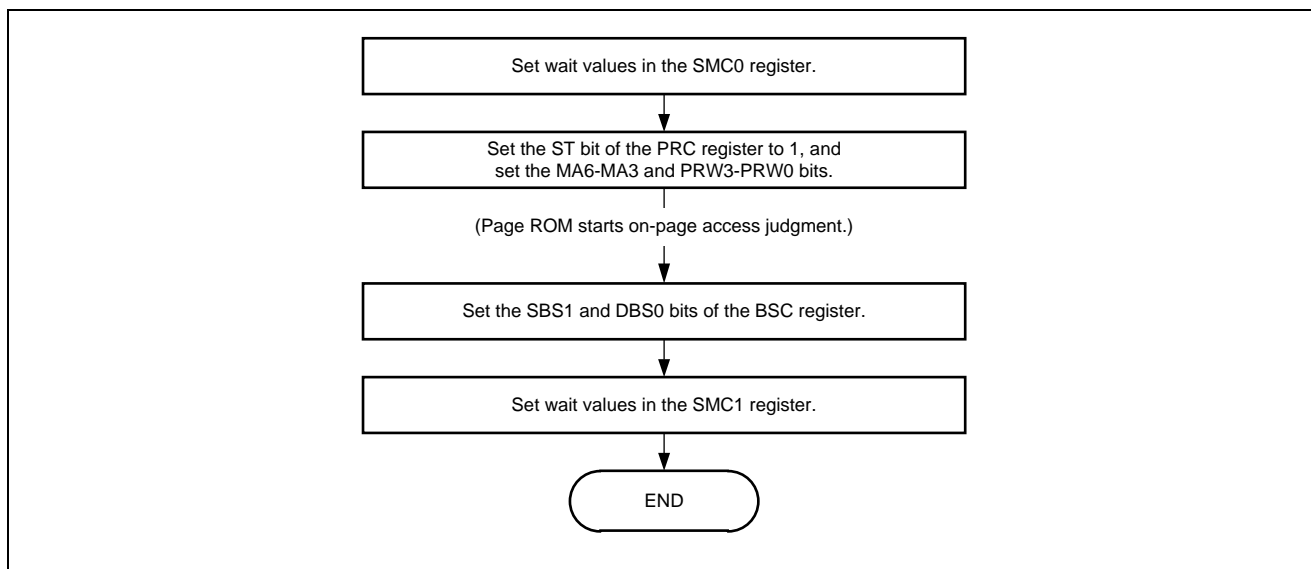 Set wait values in the SMC0 register.
Set the ST bit of the PRC register to 1, and
set the MA6-MA3 and PRW3-PRW0 bits.
(Page ROM starts on-page access judgment.)
Set the SBS1 and DBS0 bits of the BSC register.
Set wait values in the SMC1 register.
END